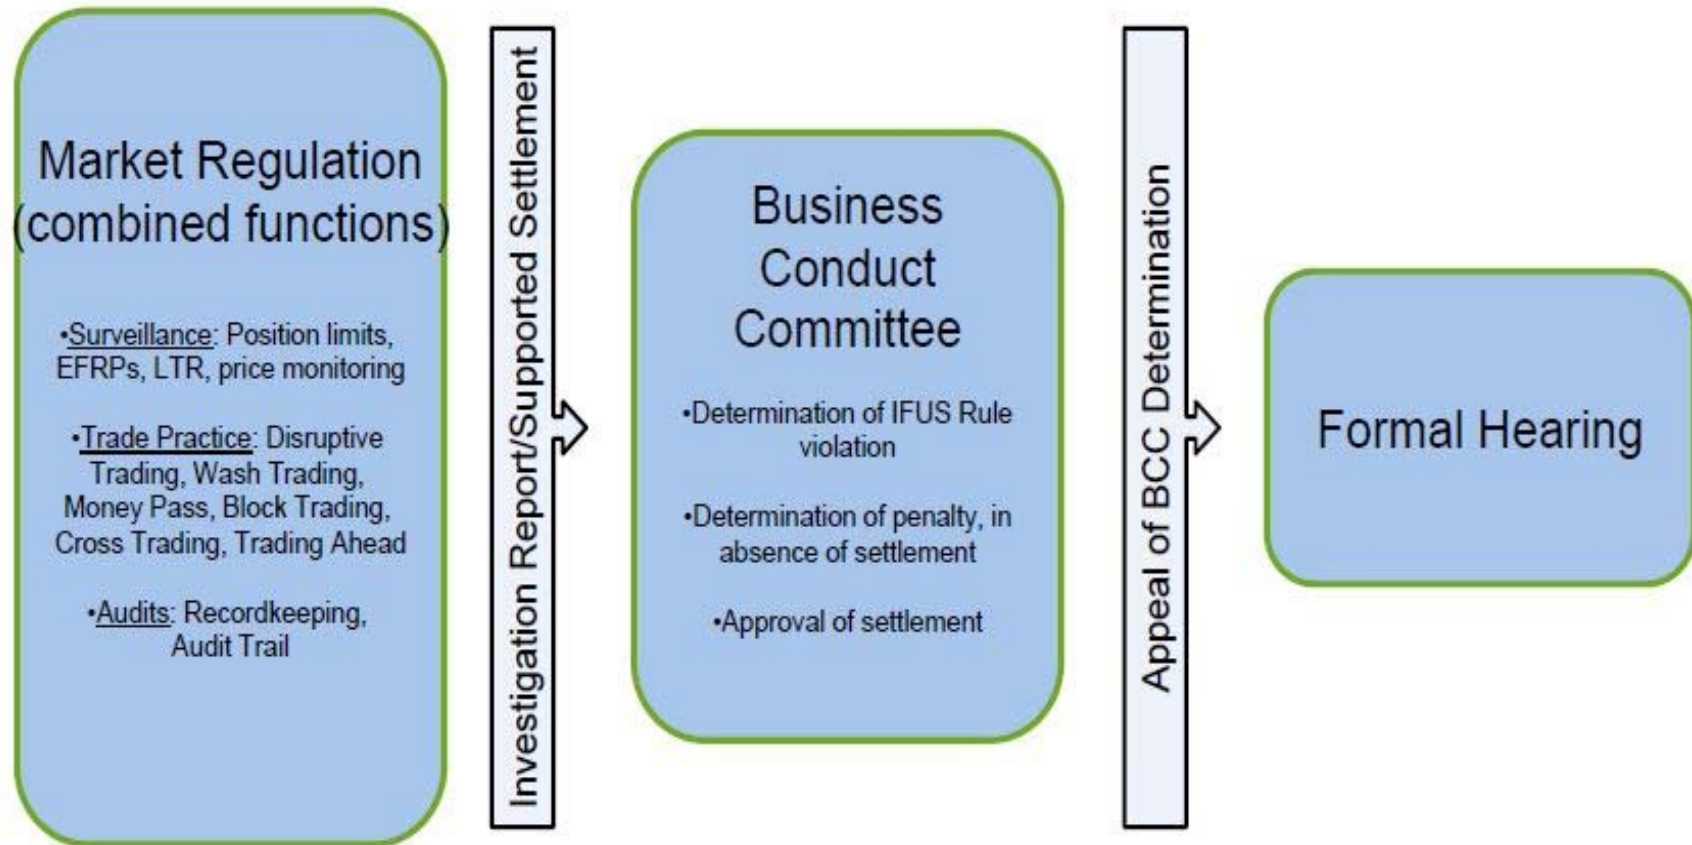 Market Regulation
(combined functions)
•Surveillance: Position limits,
EFRPs, LTR, price monitoring
•Trade Practice: Disruptive
Trading, Wash Trading,
Money Pass, Block Trading,
Cross Trading, Trading Ahead
•Audits: Recordkeeping,
Audit Trail
Investigation Report/Supported Settlement
Business
Conduct
Committee
•Determination of IFUS Rule
violation
•Determination of penalty, in
absence of settlement
•Approval of settlement
Appeal of BCC Determination
Formal Hearing